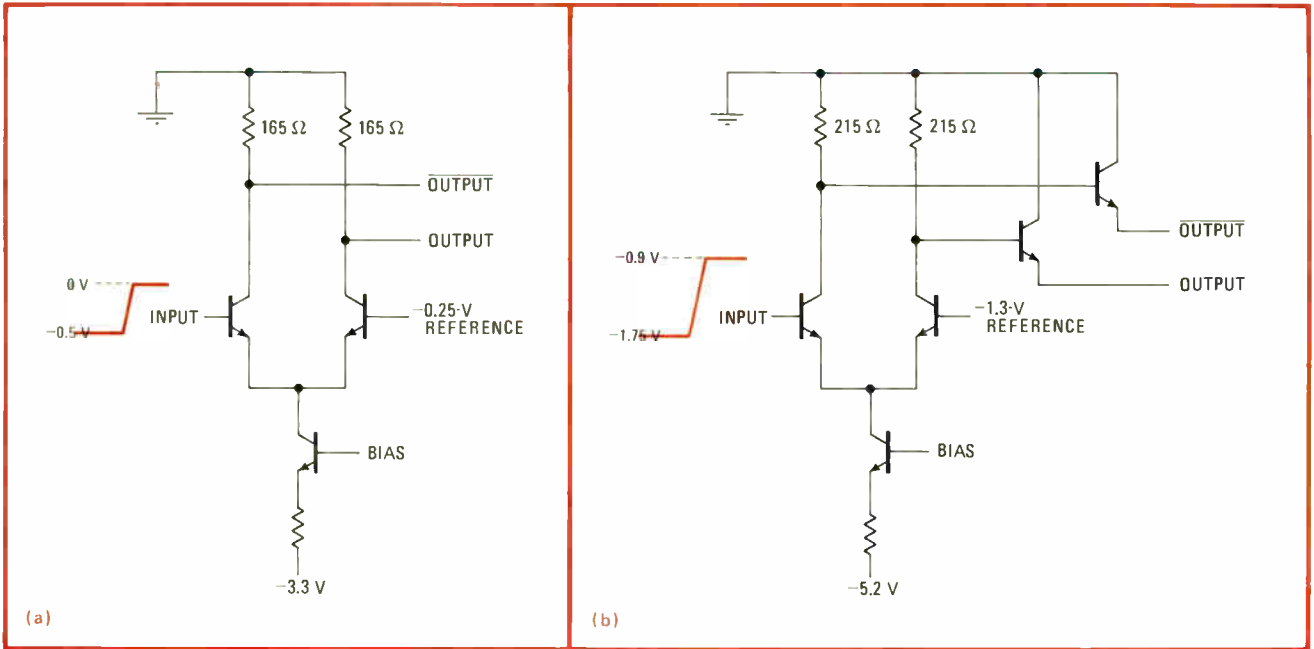 165 Ω
165 Ω
OUTPUT
OUTPUT
0 V
−0.5 V
INPUT
−0.25-V
REFERENCE
BIAS
−3.3 V
(a)
215 Ω
215 Ω
OUTPUT
OUTPUT
−0.9 V
−1.75 V
INPUT
−1.3-V
REFERENCE
BIAS
−5.2 V
(b)